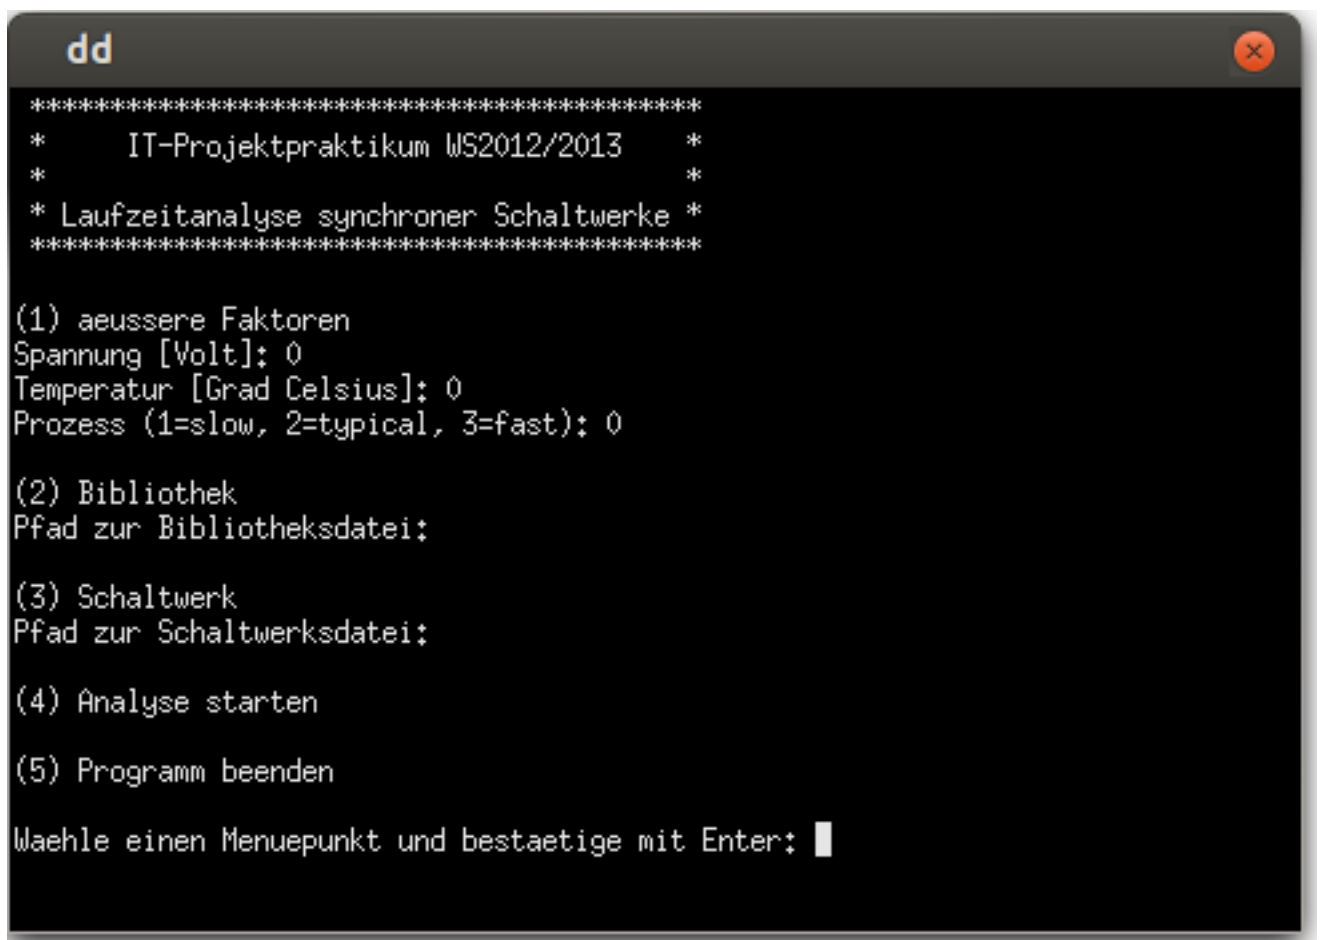 dd
*******************************************
*     IT-Projektpraktikum WS2012/2013    *
*                                         *
* Laufzeitanalyse synchroner Schaltwerke *
*******************************************
(1) aeussere Faktoren
Spannung [Volt]: 0
Temperatur [Grad Celsius]: 0
Prozess (1=slow, 2=typical, 3=fast): 0
(2) Bibliothek
Pfad zur Bibliotheksdatei:
(3) Schaltwerk
Pfad zur Schaltwerksdatei:
(4) Analyse starten
(5) Programm beenden
Waehle einen Menuepunkt und bestaetige mit Enter: